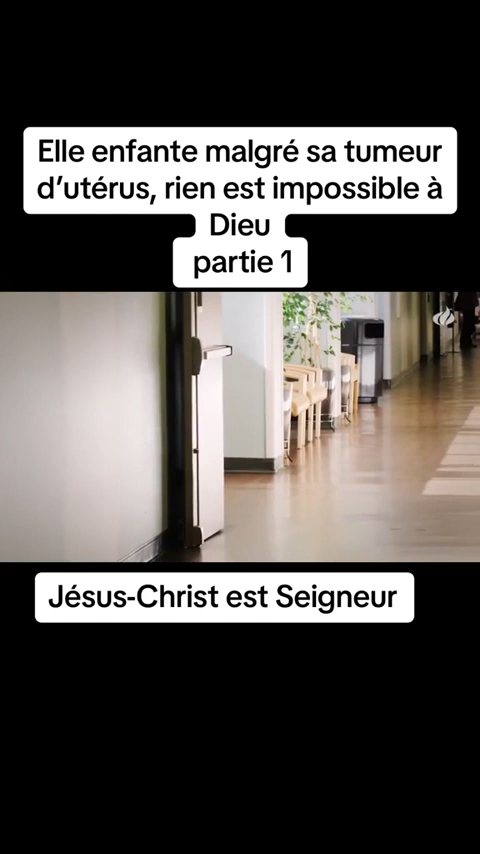 Elle enfante malgré sa tumeur
d’utérus, rien est impossible à
Dieu
partie 1
Jésus-Christ est Seigneur